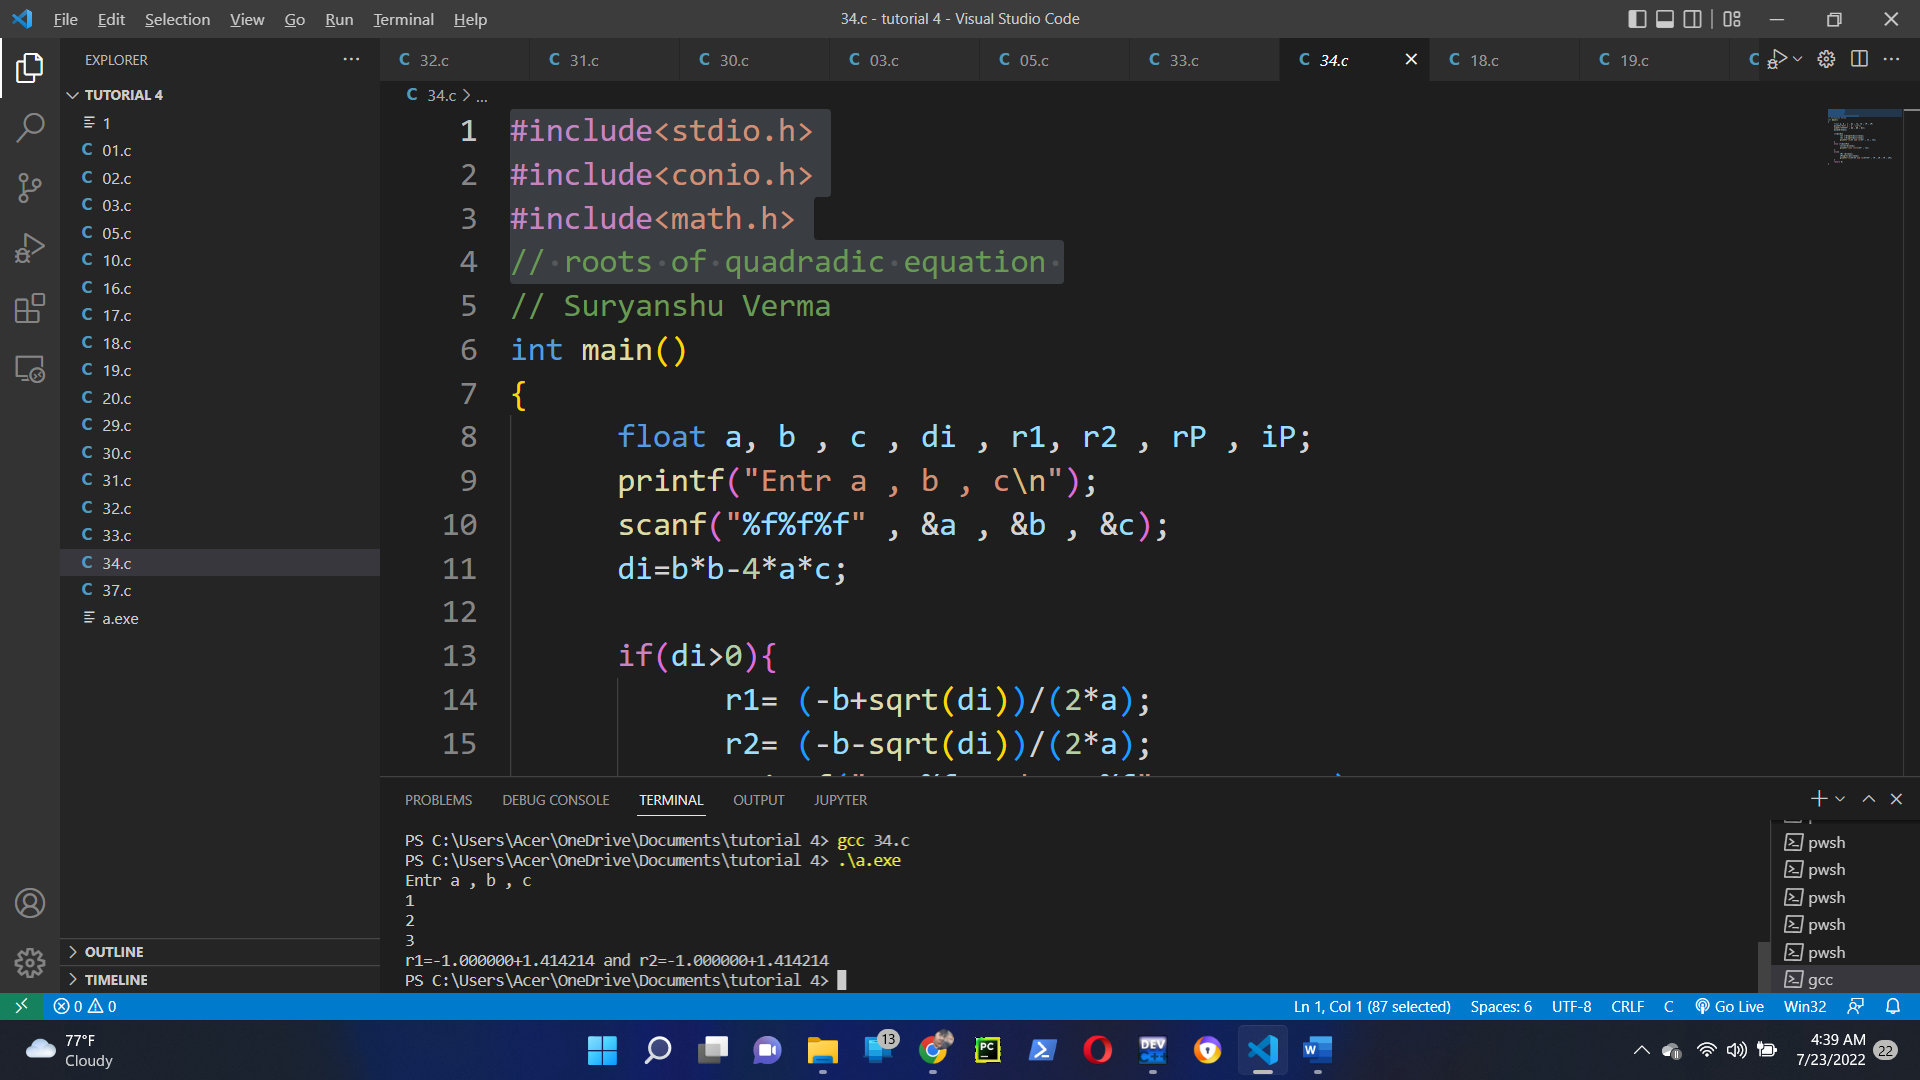 File Edit Selection View Go Run Terminal Help
34.c - tutorial 4 - Visual Studio Code
EXPLORER
TUTORIAL 4
1
01.c
02.c
03.c
05.c
10.c
16.c
17.c
18.c
19.c
20.c
29.c
30.c
31.c
32.c
33.c
34.c
37.c
a.exe
OUTLINE
TIMELINE
C 32.c C 31.c C 30.c C 03.c C 05.c C 33.c C 34.c C 18.c C 19.c C
C 34.c > ...
1 #include<stdio.h>
2 #include<conio.h>
3 #include<math.h>
4 // roots of quadradic equation
5 // Suryanshu Verma
6 int main()
7 {
8 float a, b , c , di , r1, r2 , rP , iP;
9 printf("Entr a , b , c\n");
10 scanf("%f%f%f" , &a , &b , &c);
11 di=b*b-4*a*c;
12
13 if(di>0){
14 r1= (-b+sqrt(di))/(2*a);
15 r2= (-b-sqrt(di))/(2*a);
PROBLEMS DEBUG CONSOLE TERMINAL OUTPUT JUPYTER
PS C:\Users\Acer\OneDrive\Documents\tutorial 4> gcc 34.c
PS C:\Users\Acer\OneDrive\Documents\tutorial 4> .\a.exe
Entr a , b , c
1
2
3
r1=-1.000000+1.414214 and r2=-1.000000+1.414214
PS C:\Users\Acer\OneDrive\Documents\tutorial 4>
pwsh
pwsh
pwsh
pwsh
pwsh
gcc
0 0
Ln 1, Col 1 (87 selected) Spaces: 6 UTF-8 CRLF C Go Live Win32
77°F
Cloudy
13
PC
DEV
W
4:39 AM
7/23/2022
22